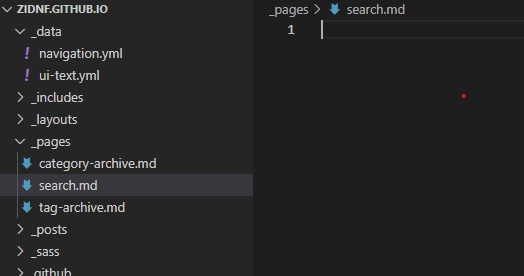 ZIDNF.GITHUB.IO
_data
navigation.yml
ui-text.yml
_includes
_layouts
_pages
category-archive.md
search.md
tag-archive.md
_posts
_sass
.github
_pages > search.md
1